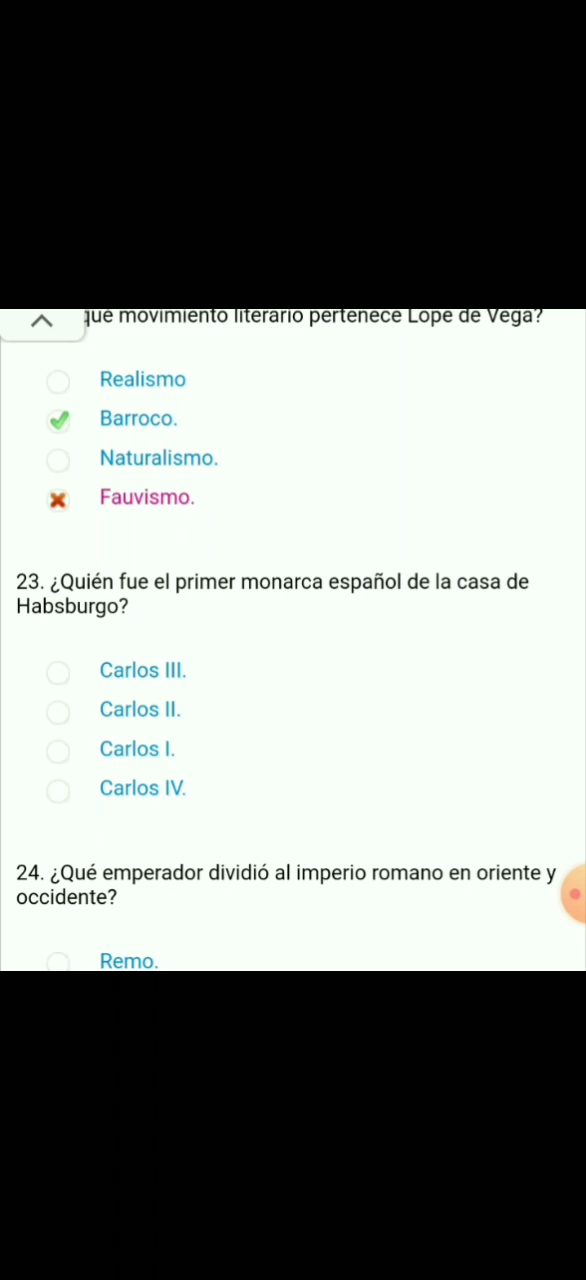 qué movimiento literario pertenece Lope de Vega?
Realismo
Barroco.
Naturalismo.
Fauvismo.
23. ¿Quién fue el primer monarca español de la casa de
Habsburgo?
Carlos III.
Carlos II.
Carlos I.
Carlos IV.
24. ¿Qué emperador dividió al imperio romano en oriente y
occidente?
Remo.